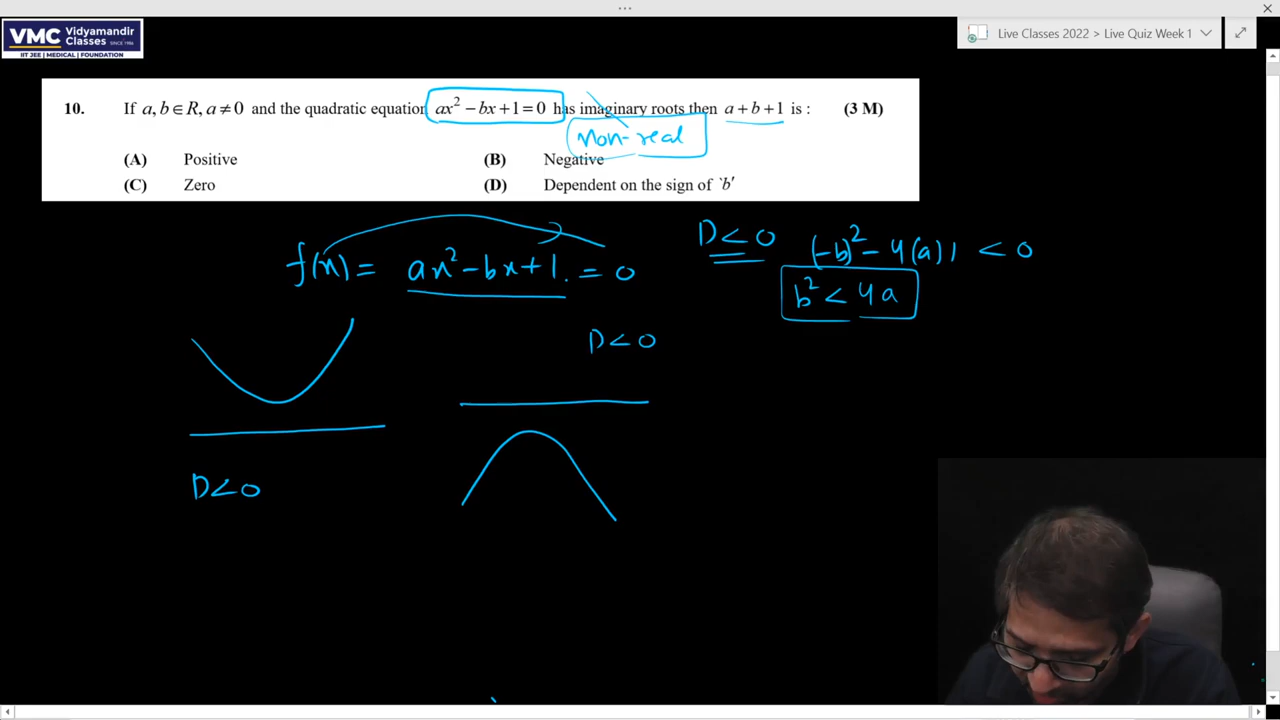 VMC Vidyamandir Classes SINCE 1986
IIT JEE | MEDICAL | FOUNDATION
Live Classes 2022 > Live Quiz Week 1
10. If a, b ∈ R, a ≠ 0 and the quadratic equation ax² − bx + 1 = 0 has imaginary roots then a + b + 1 is : (3 M)
non-real
(A) Positive (B) Negative
(C) Zero (D) Dependent on the sign of `b'
f(x) = ax² − bx + 1. = 0
D < 0 (−b)² − 4(a)1 < 0
b² < 4a
D < 0
D < 0